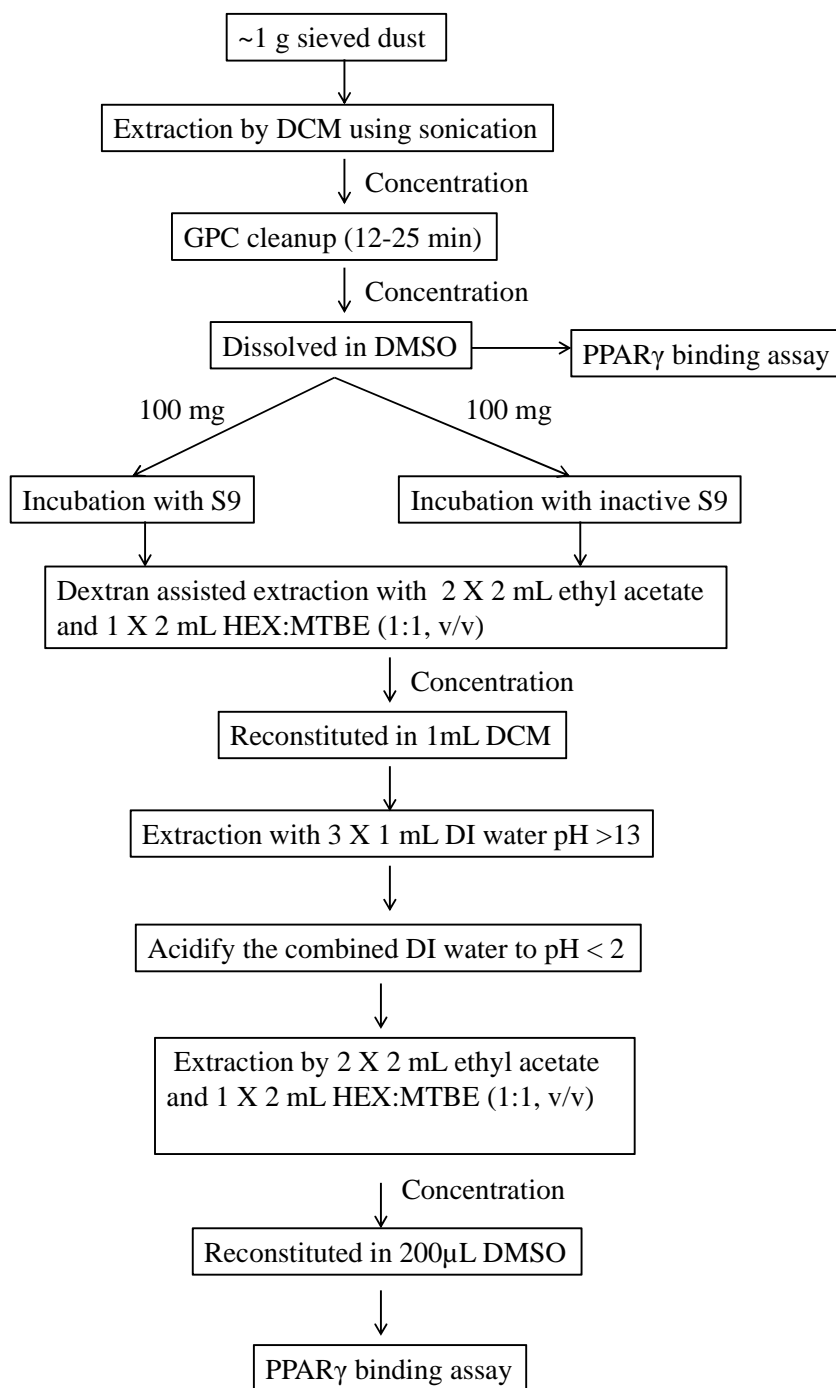 ~1 g sieved dust
Extraction by DCM using sonication
Concentration
GPC cleanup (12-25 min)
Concentration
Dissolved in DMSO
PPARγ binding assay
100 mg
100 mg
Incubation with S9
Incubation with inactive S9
Dextran assisted extraction with 2 X 2 mL ethyl acetate
and 1 X 2 mL HEX:MTBE (1:1, v/v)
Concentration
Reconstituted in 1mL DCM
Extraction with 3 X 1 mL DI water pH >13
Acidify the combined DI water to pH < 2
Extraction by 2 X 2 mL ethyl acetate
and 1 X 2 mL HEX:MTBE (1:1, v/v)
Concentration
Reconstituted in 200µL DMSO
PPARγ binding assay